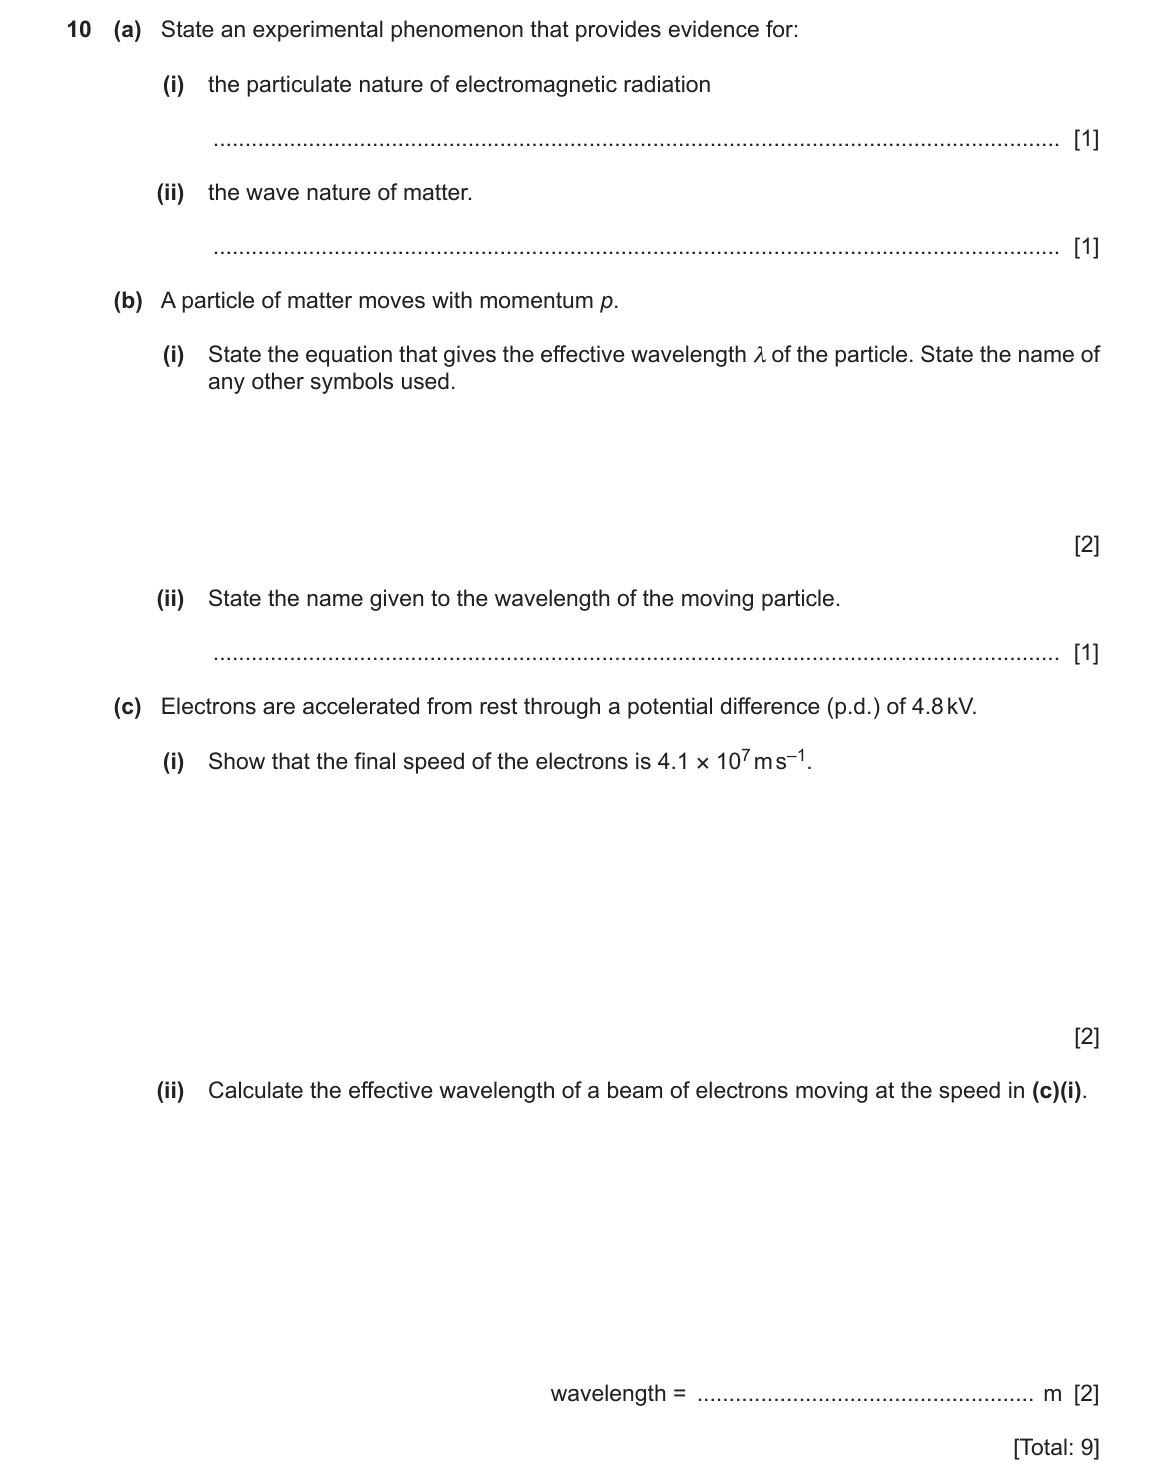 10 (a) State an experimental phenomenon that provides evidence for:
(i) the particulate nature of electromagnetic radiation
.................................................................................................................................... [1]
(ii) the wave nature of matter.
.................................................................................................................................... [1]
(b) A particle of matter moves with momentum p.
(i) State the equation that gives the effective wavelength λ of the particle. State the name of
any other symbols used.
[2]
(ii) State the name given to the wavelength of the moving particle.
.................................................................................................................................... [1]
(c) Electrons are accelerated from rest through a potential difference (p.d.) of 4.8 kV.
(i) Show that the final speed of the electrons is 4.1 × 10⁷ m s⁻¹.
[2]
(ii) Calculate the effective wavelength of a beam of electrons moving at the speed in (c)(i).
wavelength = ..................................................... m [2]
[Total: 9]